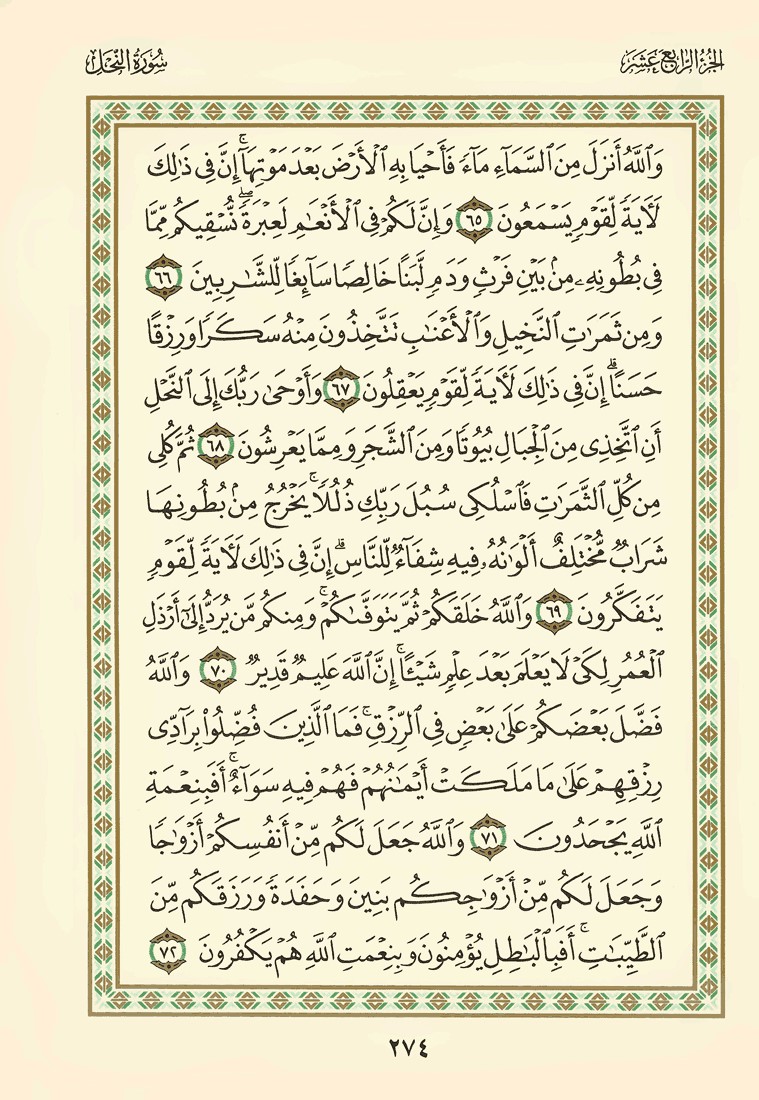 الجزء الرابع عشر
سورة النحل
وَٱللَّهُ أَنزَلَ مِنَ ٱلسَّمَآءِ مَآءً فَأَحۡيَا بِهِ ٱلۡأَرۡضَ بَعۡدَ مَوۡتِهَآۚ إِنَّ فِى ذَٰلِكَ
لَأٓيَةً لِّقَوۡمٍ يَسۡمَعُونَ ٦٥ وَإِنَّ لَكُمۡ فِى ٱلۡأَنۡعَٰمِ لَعِبۡرَةًۖ نُّسۡقِيكُم مِّمَّا
فِى بُطُونِهِۦ مِنۢ بَيۡنِ فَرۡثٍ وَدَمٍ لَّبَنًا خَالِصًا سَآئِغًا لِّلشَّٰرِبِينَ ٦٦
وَمِن ثَمَرَٰتِ ٱلنَّخِيلِ وَٱلۡأَعۡنَٰبِ تَتَّخِذُونَ مِنۡهُ سَكَرًا وَرِزۡقًا
حَسَنًاۗ إِنَّ فِى ذَٰلِكَ لَأٓيَةً لِّقَوۡمٍ يَعۡقِلُونَ ٦٧ وَأَوۡحَىٰ رَبُّكَ إِلَى ٱلنَّحۡلِ
أَنِ ٱتَّخِذِى مِنَ ٱلۡجِبَالِ بُيُوتًا وَمِنَ ٱلشَّجَرِ وَمِمَّا يَعۡرِشُونَ ٦٨ ثُمَّ كُلِى
مِن كُلِّ ٱلثَّمَرَٰتِ فَٱسۡلُكِى سُبُلَ رَبِّكِ ذُلُلًاۚ يَخۡرُجُ مِنۢ بُطُونِهَا
شَرَابٌ مُّخۡتَلِفٌ أَلۡوَٰنُهُۥ فِيهِ شِفَآءٌ لِّلنَّاسِۗ إِنَّ فِى ذَٰلِكَ لَأٓيَةً لِّقَوۡمٍ
يَتَفَكَّرُونَ ٦٩ وَٱللَّهُ خَلَقَكُمۡ ثُمَّ يَتَوَفَّىٰكُمۡۚ وَمِنكُم مَّن يُرَدُّ إِلَىٰٓ أَرۡذَلِ
ٱلۡعُمُرِ لِكَىۡ لَا يَعۡلَمَ بَعۡدَ عِلۡمٍ شَيۡـًٔاۚ إِنَّ ٱللَّهَ عَلِيمٌ قَدِيرٌ ٧٠ وَٱللَّهُ
فَضَّلَ بَعۡضَكُمۡ عَلَىٰ بَعۡضٍ فِى ٱلرِّزۡقِۚ فَمَا ٱلَّذِينَ فُضِّلُواْ بِرَآدِّى
رِزۡقِهِمۡ عَلَىٰ مَا مَلَكَتۡ أَيۡمَٰنُهُمۡ فَهُمۡ فِيهِ سَوَآءٌۚ أَفَبِنِعۡمَةِ
ٱللَّهِ يَجۡحَدُونَ ٧١ وَٱللَّهُ جَعَلَ لَكُم مِّنۡ أَنفُسِكُمۡ أَزۡوَٰجًا
وَجَعَلَ لَكُم مِّنۡ أَزۡوَٰجِكُم بَنِينَ وَحَفَدَةً وَرَزَقَكُم مِّنَ
ٱلطَّيِّبَٰتِۚ أَفَبِٱلۡبَٰطِلِ يُؤۡمِنُونَ وَبِنِعۡمَتِ ٱللَّهِ هُمۡ يَكۡفُرُونَ ٧٢
٢٧٤